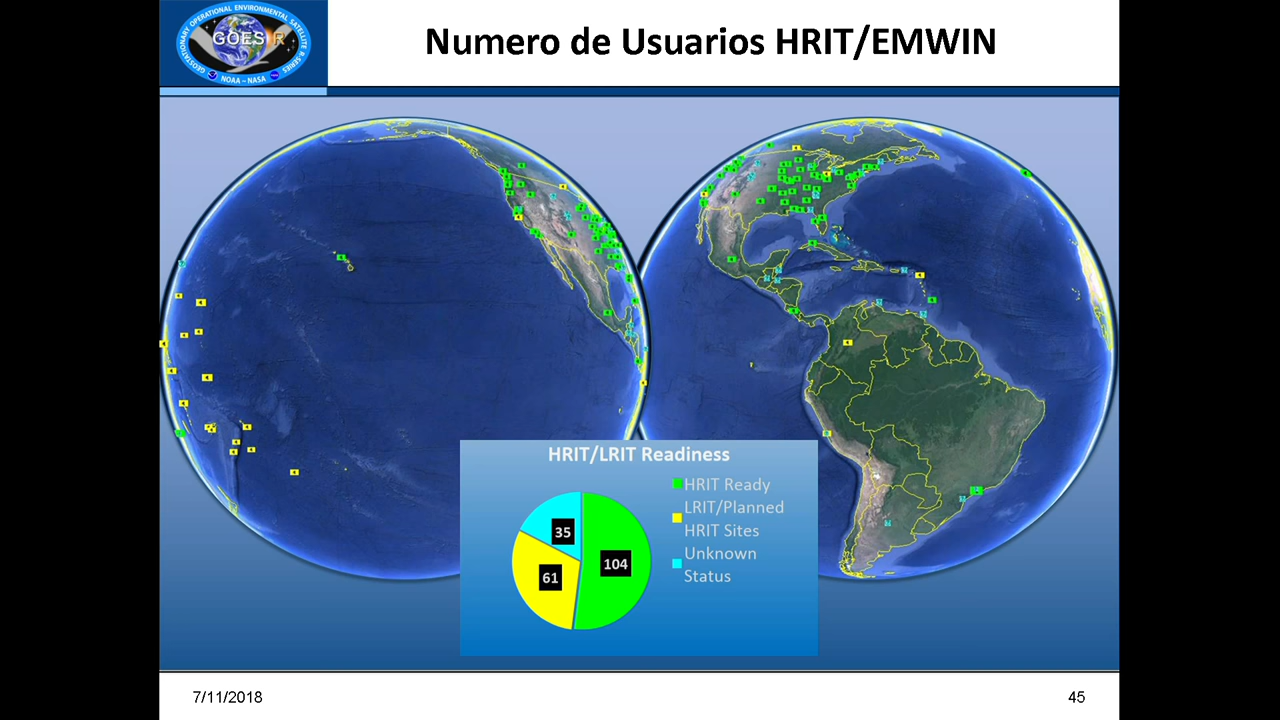 GEOSTATIONARY OPERATIONAL ENVIRONMENTAL SATELLITE R-SERIES
GOES R
NOAA – NASA
Numero de Usuarios HRIT/EMWIN
HRIT/LRIT Readiness
HRIT Ready
LRIT/Planned
HRIT Sites
Unknown
Status
35
104
61
7/11/2018
45